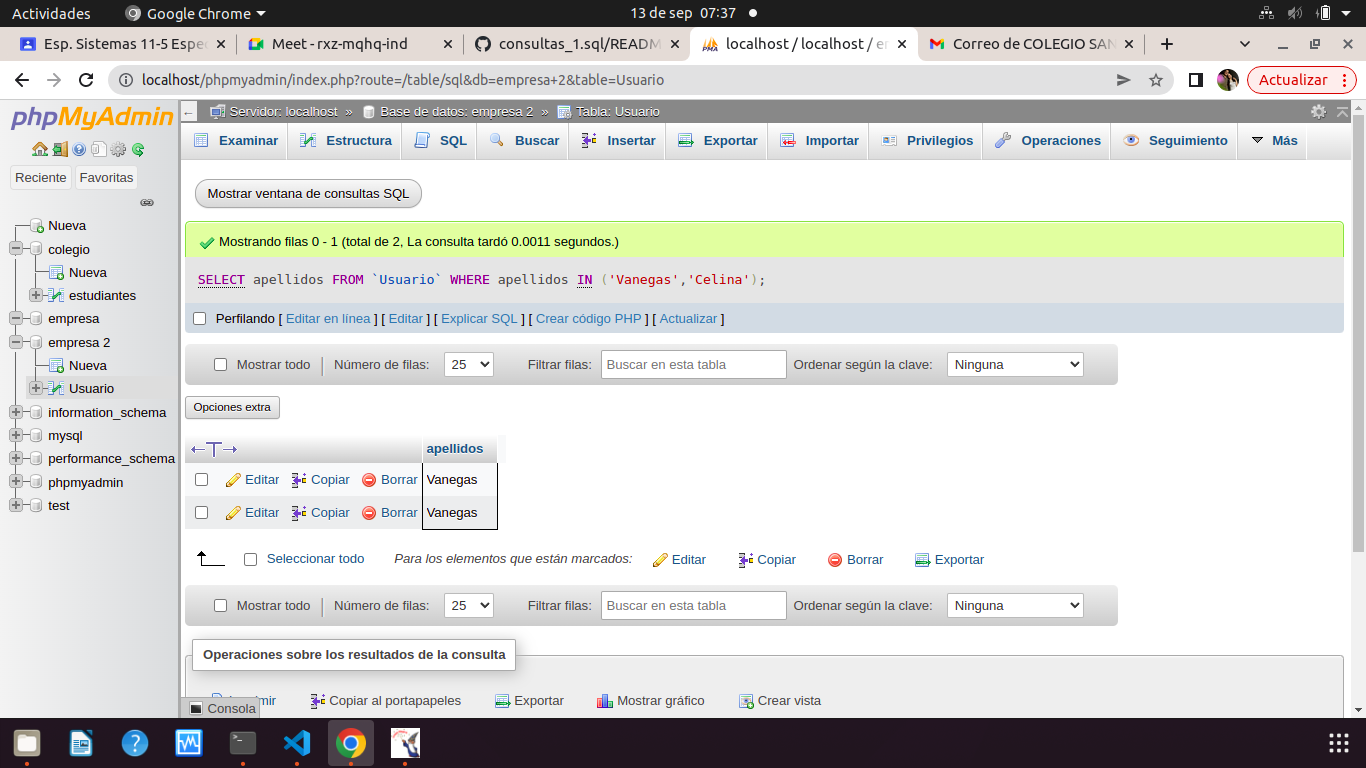 Actividades Google Chrome 13 de sep 07:37
Esp. Sistemas 11-5 Espec Meet - rxz-mqhq-ind consultas_1.sql/READM localhost / localhost / en Correo de COLEGIO SAN
localhost/phpmyadmin/index.php?route=/table/sql&db=empresa+2&table=Usuario Actualizar
phpMyAdmin
Reciente Favoritas
Nueva
colegio
Nueva
estudiantes
empresa
empresa 2
Nueva
Usuario
information_schema
mysql
performance_schema
phpmyadmin
test
Servidor: localhost » Base de datos: empresa 2 » Tabla: Usuario
Examinar Estructura SQL Buscar Insertar Exportar Importar Privilegios Operaciones Seguimiento Más
Mostrar ventana de consultas SQL
Mostrando filas 0 - 1 (total de 2, La consulta tardó 0.0011 segundos.)
SELECT apellidos FROM `Usuario` WHERE apellidos IN ('Vanegas','Celina');
Perfilando [ Editar en línea ] [ Editar ] [ Explicar SQL ] [ Crear código PHP ] [ Actualizar ]
Mostrar todo Número de filas: 25 Filtrar filas: Buscar en esta tabla Ordenar según la clave: Ninguna
Opciones extra
←T→ apellidos
Editar Copiar Borrar Vanegas
Editar Copiar Borrar Vanegas
Seleccionar todo Para los elementos que están marcados: Editar Copiar Borrar Exportar
Mostrar todo Número de filas: 25 Filtrar filas: Buscar en esta tabla Ordenar según la clave: Ninguna
Operaciones sobre los resultados de la consulta
Copiar al portapapeles Exportar Mostrar gráfico Crear vista
Consola